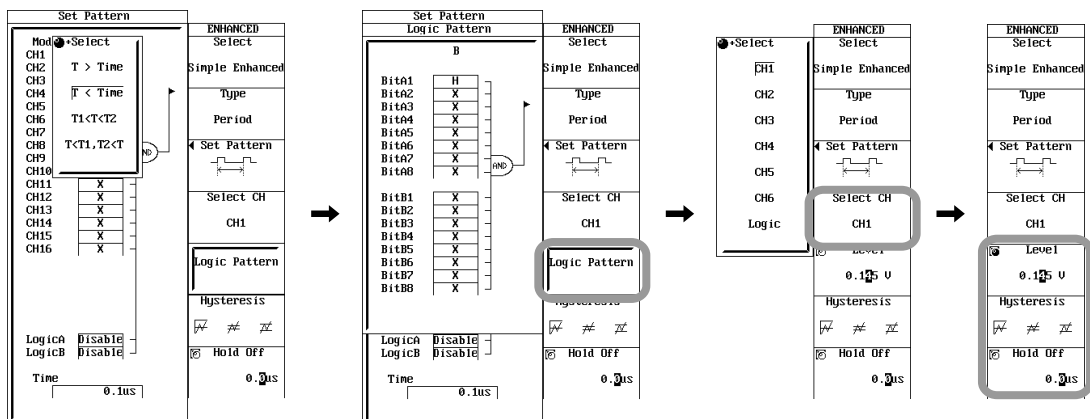 Set Pattern
Mod +Select
CH1
CH2 T > Time
CH3
CH4 T < Time
CH5
CH6 T1<T<T2
CH7
CH8 T<T1,T2<T
CH9
CH10
CH11 X
CH12 X
CH13 X
CH14 X
CH15 X
CH16 X
LogicA Disable
LogicB Disable
Time
0.1us
ENHANCED
Select
Simple Enhanced
Type
Period
Set Pattern
Select CH
CH1
Logic Pattern
Hysteresis
Hold Off
0.0us
Set Pattern
Logic Pattern
B
BitA1 H
BitA2 X
BitA3 X
BitA4 X
BitA5 X
BitA6 X
BitA7 X
BitA8 X
AND
BitB1 X
BitB2 X
BitB3 X
BitB4 X
BitB5 X
BitB6 X
BitB7 X
BitB8 X
LogicA Disable
LogicB Disable
Time
0.1us
ENHANCED
Select
Simple Enhanced
Type
Period
Set Pattern
Select CH
CH1
Logic Pattern
Hysteresis
Hold Off
0.0us
+Select
CH1
CH2
CH3
CH4
CH5
CH6
Logic
ENHANCED
Select
Simple Enhanced
Type
Period
Set Pattern
Select CH
CH1
Level
0.145 V
Hysteresis
Hold Off
0.0us
ENHANCED
Select
Simple Enhanced
Type
Period
Set Pattern
Select CH
CH1
Level
0.145 V
Hysteresis
Hold Off
0.0us